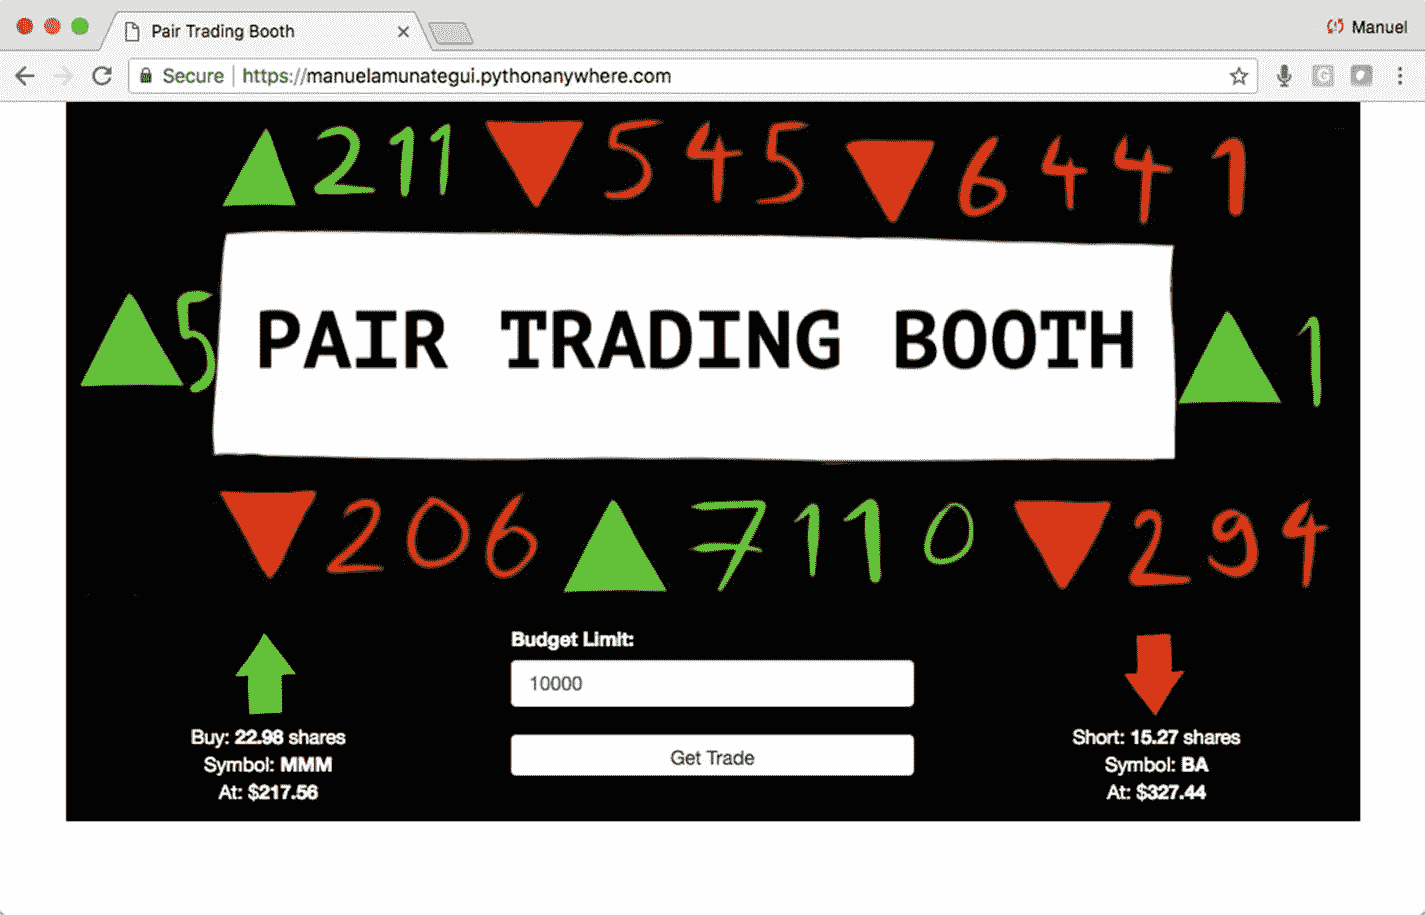 Pair Trading Booth
Manuel
Secure https://manuelamunategui.pythonanywhere.com
G
211 545 6441
5
PAIR TRADING BOOTH
1
206 7110 294
Budget Limit:
10000
Get Trade
Buy: 22.98 shares
Symbol: MMM
At: $217.56
Short: 15.27 shares
Symbol: BA
At: $327.44